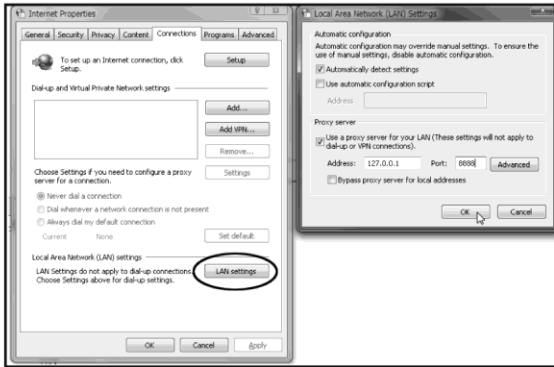 Internet Properties
General Security Privacy Content Connections Programs Advanced
To set up an Internet connection, click
Setup.
Setup
Dial-up and Virtual Private Network settings
Add...
Add VPN...
Remove...
Choose Settings if you need to configure a proxy
server for a connection.
Settings
Never dial a connection
Dial whenever a network connection is not present
Always dial my default connection
Current None
Set default
Local Area Network (LAN) settings
LAN Settings do not apply to dial-up connections.
Choose Settings above for dial-up settings.
LAN settings
OK Cancel Apply
Local Area Network (LAN) Settings
Automatic configuration
Automatic configuration may override manual settings. To ensure the
use of manual settings, disable automatic configuration.
Automatically detect settings
Use automatic configuration script
Address
Proxy server
Use a proxy server for your LAN (These settings will not apply to
dial-up or VPN connections).
Address: 127.0.0.1 Port: 8888 Advanced
Bypass proxy server for local addresses
OK Cancel